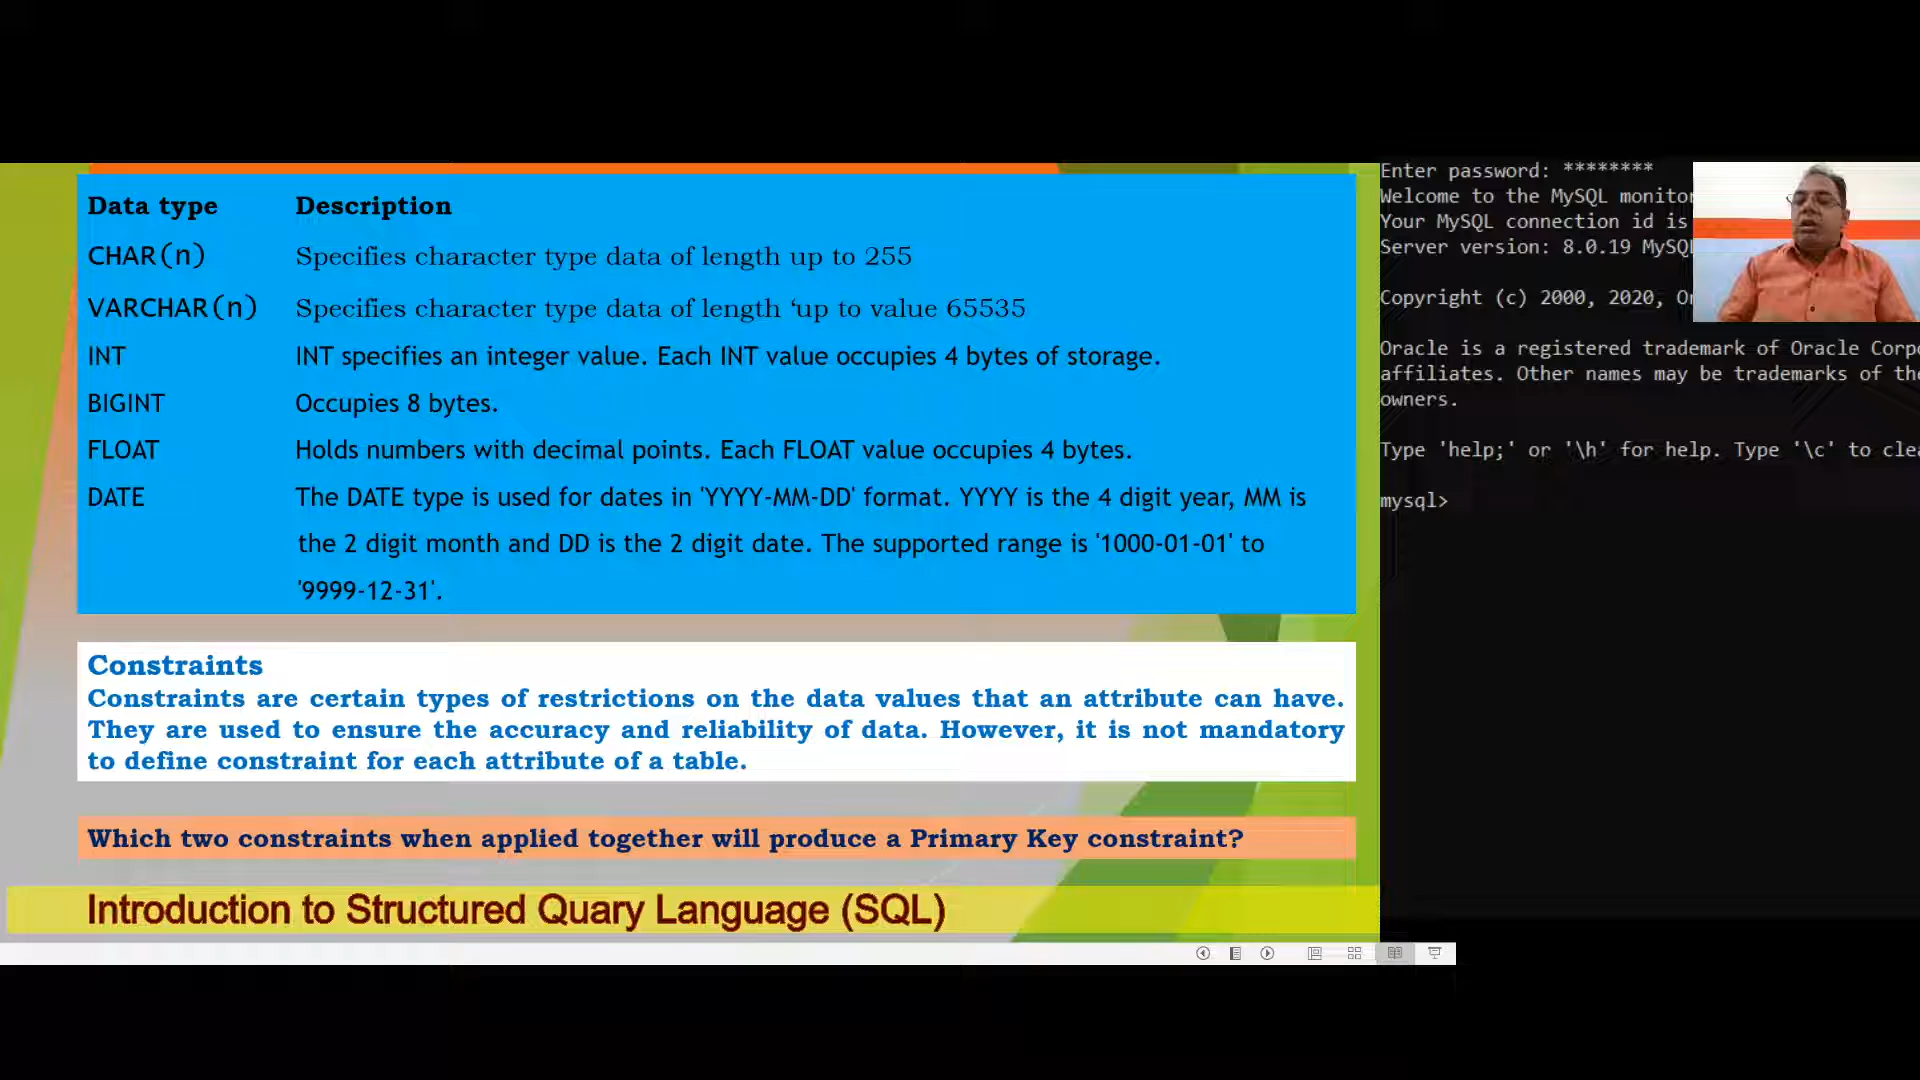 Data type Description
CHAR(n) Specifies character type data of length up to 255
VARCHAR(n) Specifies character type data of length ‘up to value 65535
INT INT specifies an integer value. Each INT value occupies 4 bytes of storage.
BIGINT Occupies 8 bytes.
FLOAT Holds numbers with decimal points. Each FLOAT value occupies 4 bytes.
DATE The DATE type is used for dates in 'YYYY-MM-DD' format. YYYY is the 4 digit year, MM is
the 2 digit month and DD is the 2 digit date. The supported range is '1000-01-01' to
'9999-12-31'.
Constraints
Constraints are certain types of restrictions on the data values that an attribute can have.
They are used to ensure the accuracy and reliability of data. However, it is not mandatory
to define constraint for each attribute of a table.
Which two constraints when applied together will produce a Primary Key constraint?
Introduction to Structured Quary Language (SQL)
Enter password: ********
Welcome to the MySQL monitor
Your MySQL connection id is
Server version: 8.0.19 MySQL
Copyright (c) 2000, 2020, Or
Oracle is a registered trademark of Oracle Corpo
affiliates. Other names may be trademarks of the
owners.
Type 'help;' or '\h' for help. Type '\c' to clea
mysql>